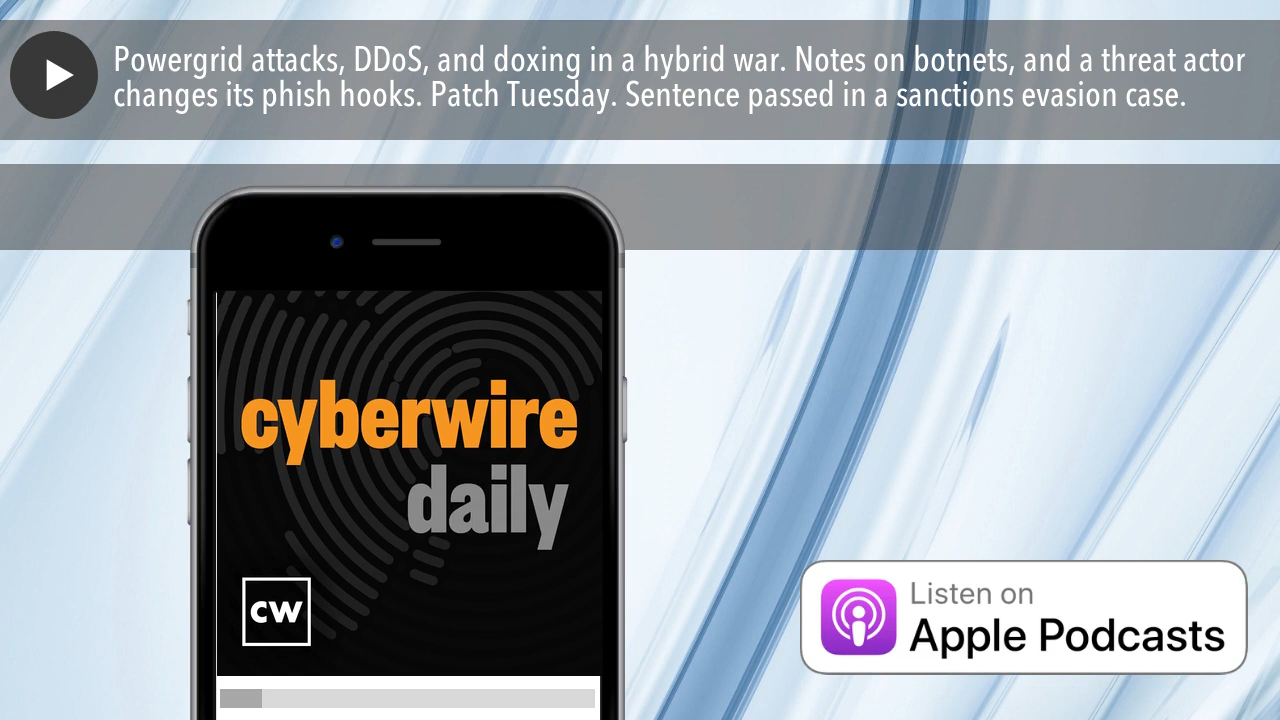 Powergrid attacks, DDoS, and doxing in a hybrid war. Notes on botnets, and a threat actor
changes its phish hooks. Patch Tuesday. Sentence passed in a sanctions evasion case.
cyberwire
daily
CW
Listen on
Apple Podcasts